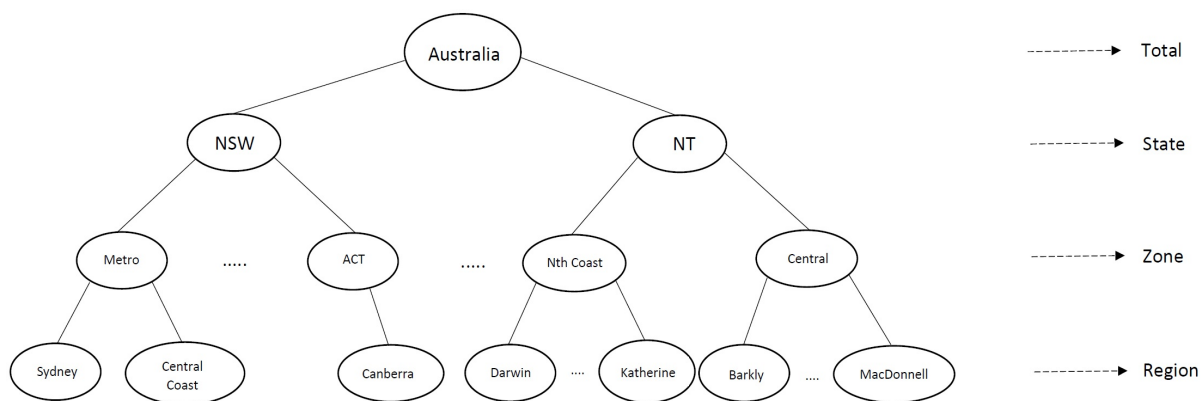 Australia
Total
NSW
NT
State
Metro
.....
ACT
.....
Nth Coast
Central
Zone
Sydney
Central
Coast
Canberra
Darwin
....
Katherine
Barkly
....
MacDonnell
Region